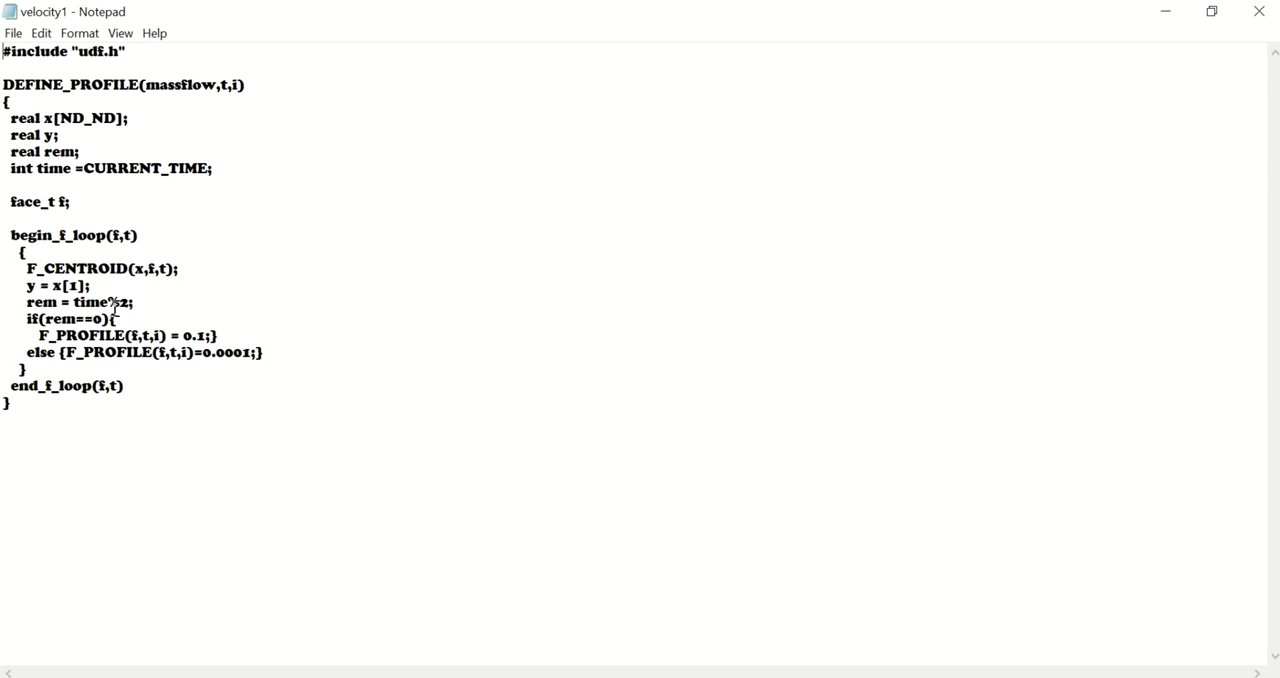 velocity1 - Notepad
File Edit Format View Help
#include "udf.h"
DEFINE_PROFILE(massflow,t,i)
{
real x[ND_ND];
real y;
real rem;
int time =CURRENT_TIME;
face_t f;
begin_f_loop(f,t)
{
F_CENTROID(x,f,t);
y = x[1];
rem = time%2;
if(rem==0){
F_PROFILE(f,t,i) = 0.1;}
else {F_PROFILE(f,t,i)=0.0001;}
}
end_f_loop(f,t)
}